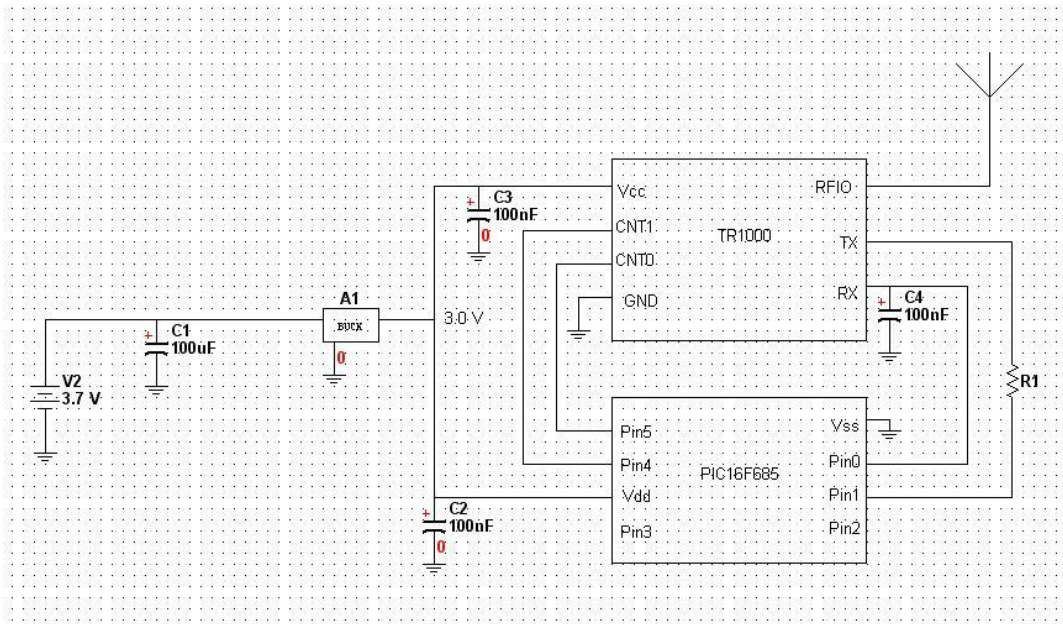 C3
100nF
0
Vcc
CNT1
CNT0
GND
TR1000
RFIO
TX
RX
C4
100nF
A1
BUCK
0
3.0 V
C1
100uF
V2
3.7 V
R1
Pin5
Pin4
Vdd
Pin3
PIC16F685
Vss
Pin0
Pin1
Pin2
C2
100nF
0